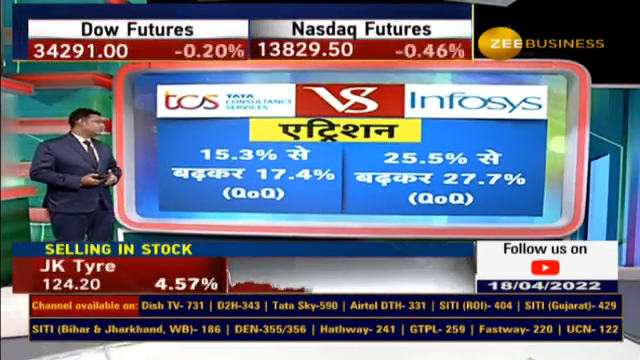 Dow Futures
34291.00 -0.20%
Nasdaq Futures
13829.50 -0.46%
ZEE BUSINESS
tcs TATA
CONSULTANCY
SERVICES
VS
Infosys
एट्रिशन
15.3% से
बढ़कर 17.4%
(QoQ)
25.5% से
बढ़कर 27.7%
(QoQ)
SELLING IN STOCK
JK Tyre
124.20 4.57%
Follow us on
18/04/2022
Channel available on: Dish TV- 731 | D2H-343 | Tata Sky-590 | Airtel DTH- 331 | SITI (ROI)- 404 | SITI (Gujarat)- 429
SITI (Bihar & Jharkhand, WB)- 186 | DEN-355/356 | Hathway- 241 | GTPL- 259 | Fastway- 220 | UCN- 122